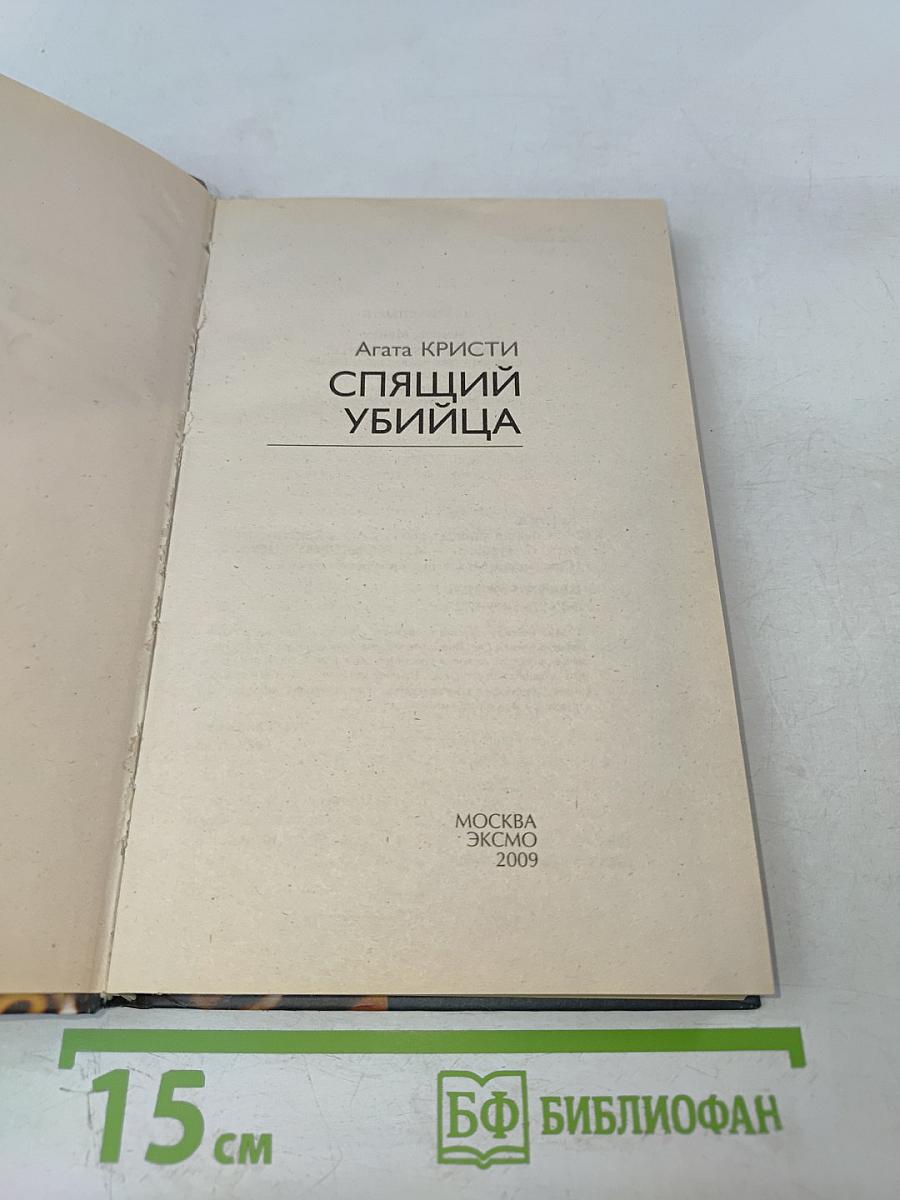 Агата КРИСТИ
СПЯЩИЙ
УБИЙЦА
МОСКВА
ЭКСМО
2009
15 см
БФ БИБЛИОФАН